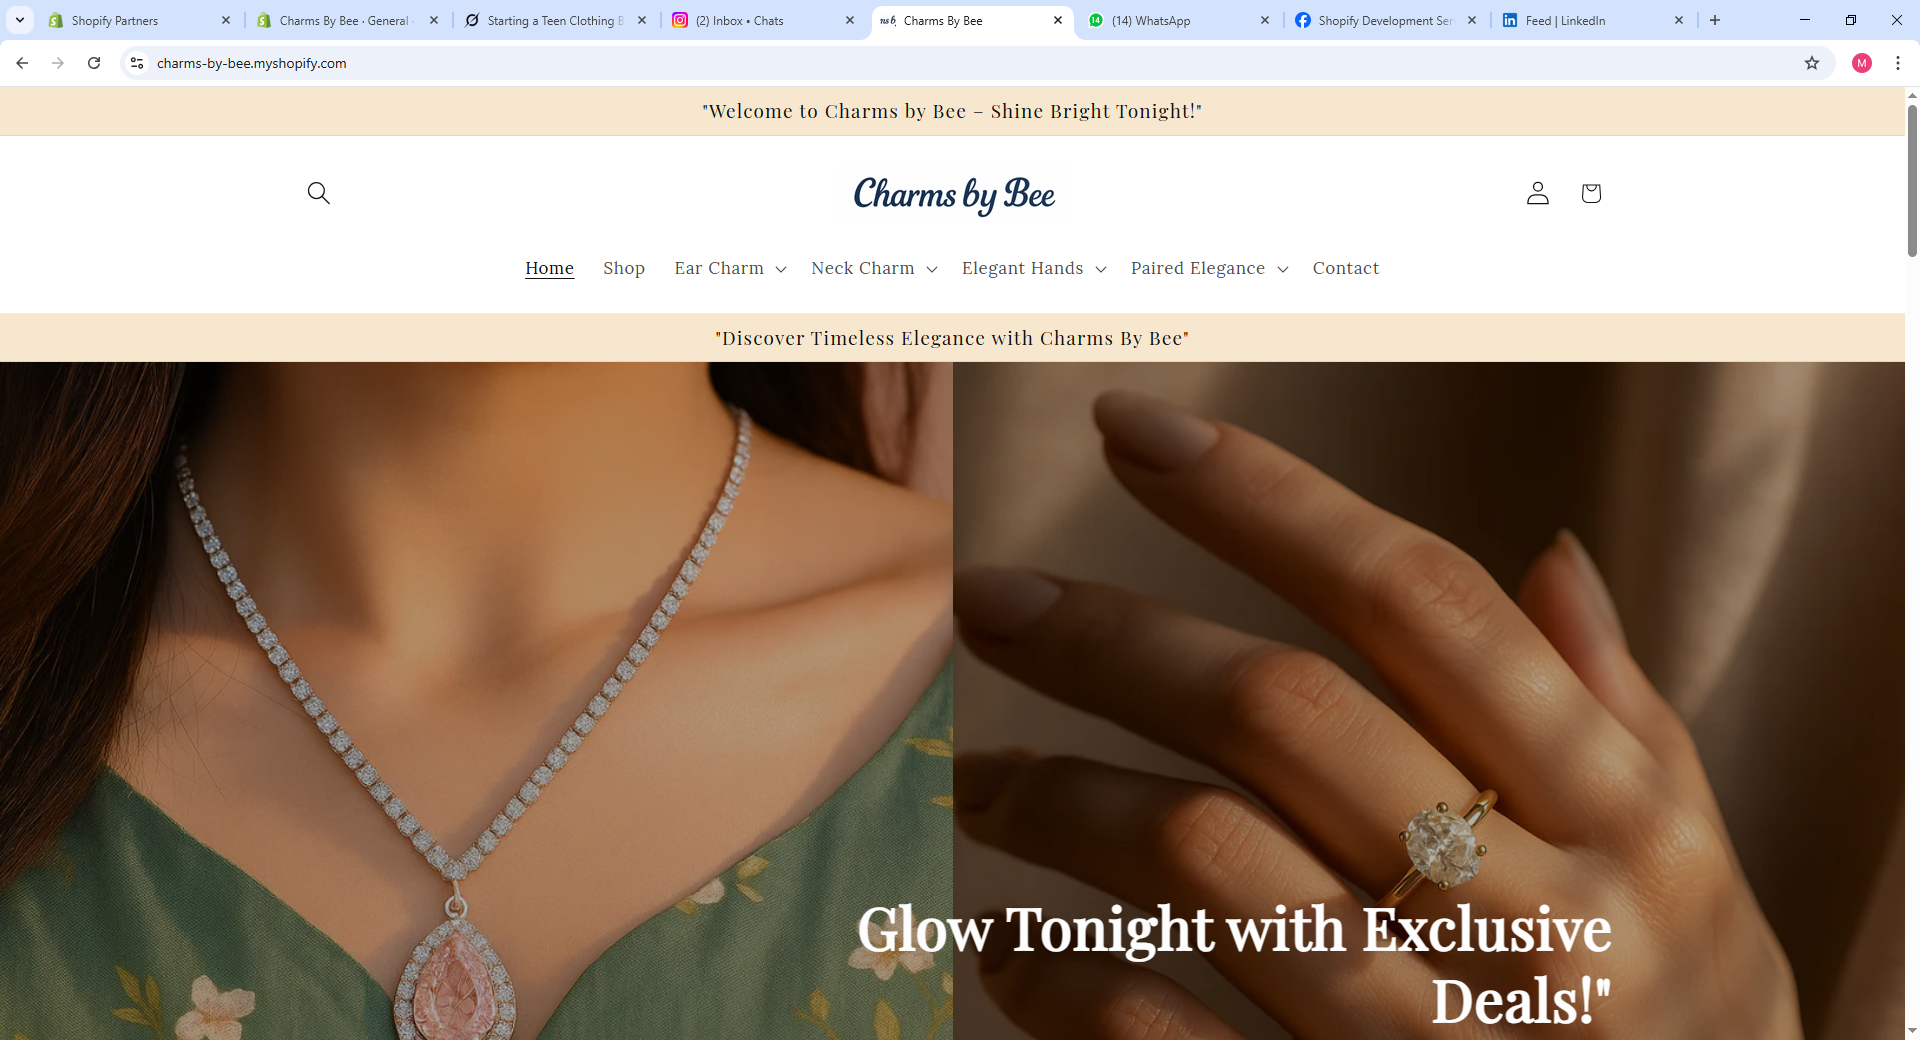 Shopify Partners
Charms By Bee · General ·
Starting a Teen Clothing B
(2) Inbox • Chats
Charms By Bee
14
(14) WhatsApp
Shopify Development Ser
Feed | LinkedIn
charms-by-bee.myshopify.com
M
"Welcome to Charms by Bee – Shine Bright Tonight!"
Charms by Bee
Home Shop Ear Charm Neck Charm Elegant Hands Paired Elegance Contact
"Discover Timeless Elegance with Charms By Bee"
Glow Tonight with Exclusive
Deals!"